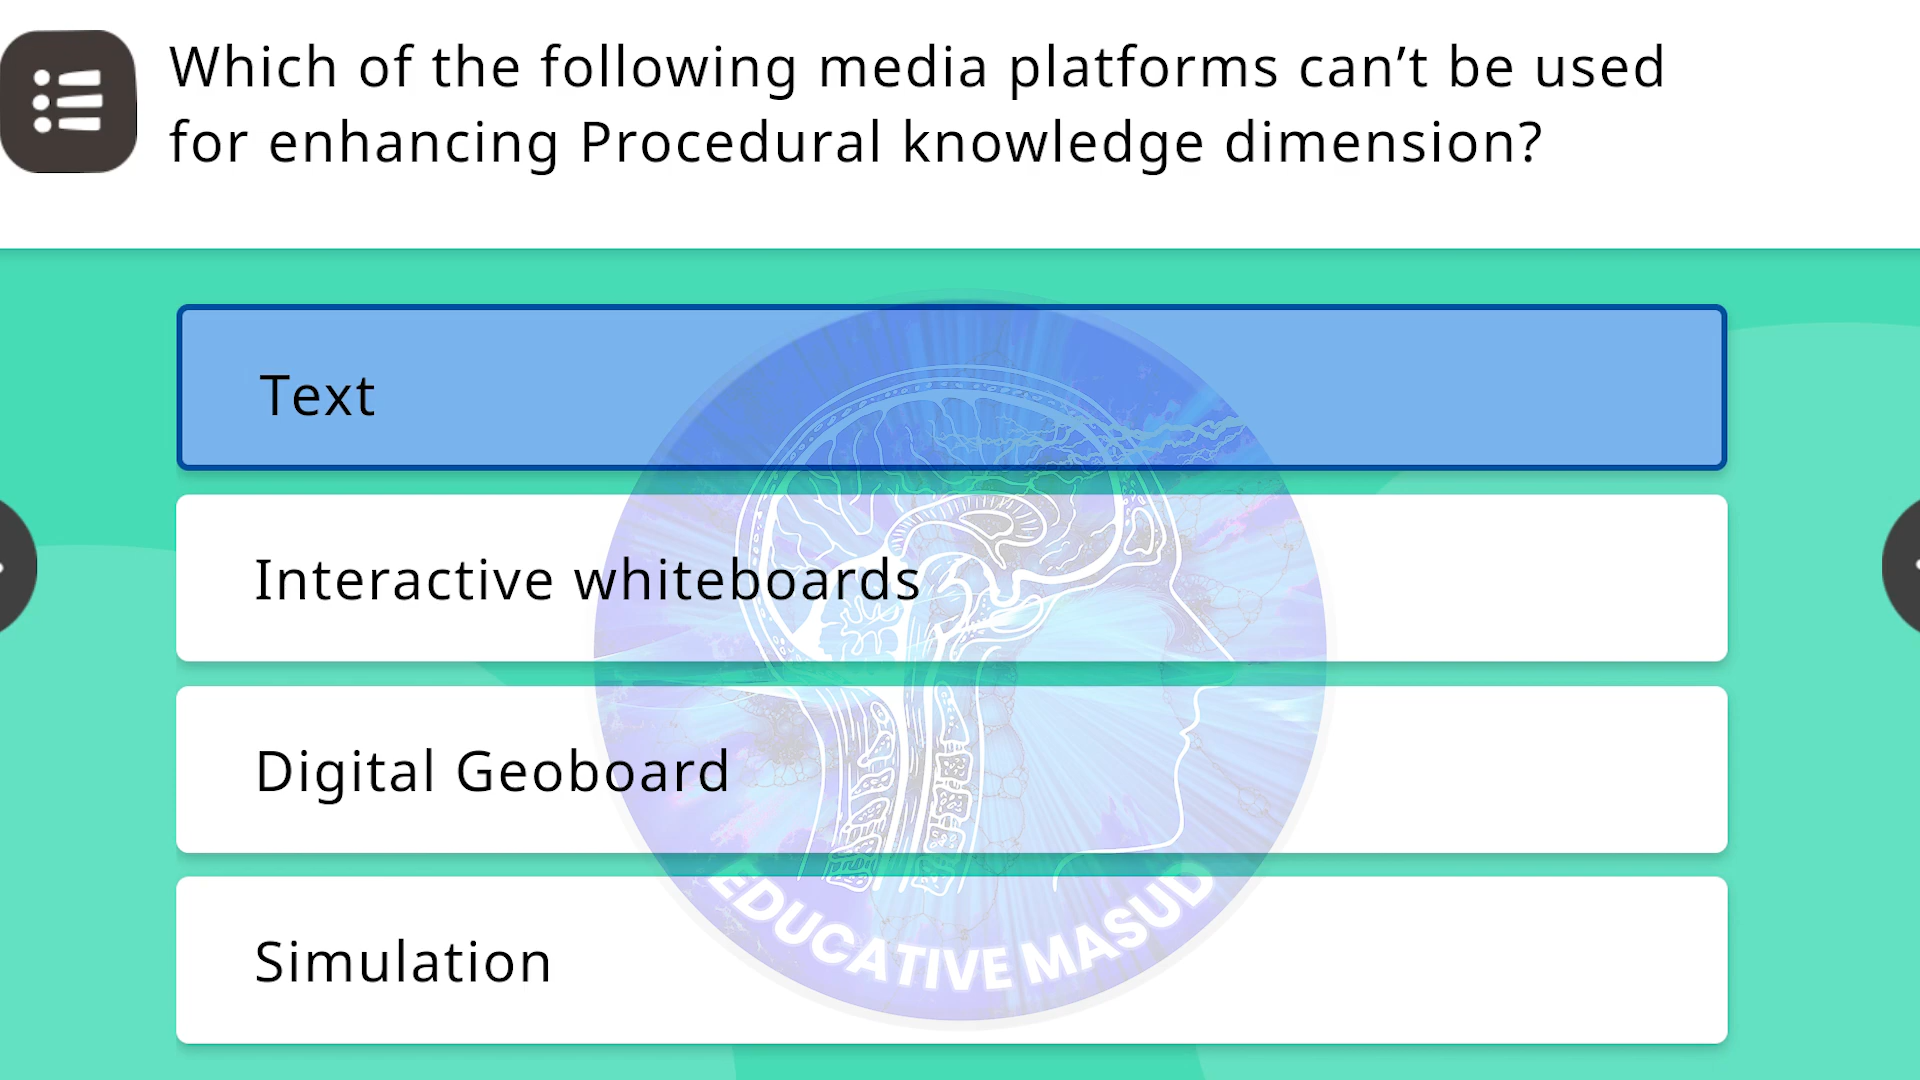 Which of the following media platforms can’t be used
for enhancing Procedural knowledge dimension?
Text
Interactive whiteboards
Digital Geoboard
Simulation
EDUCATIVE MASUD